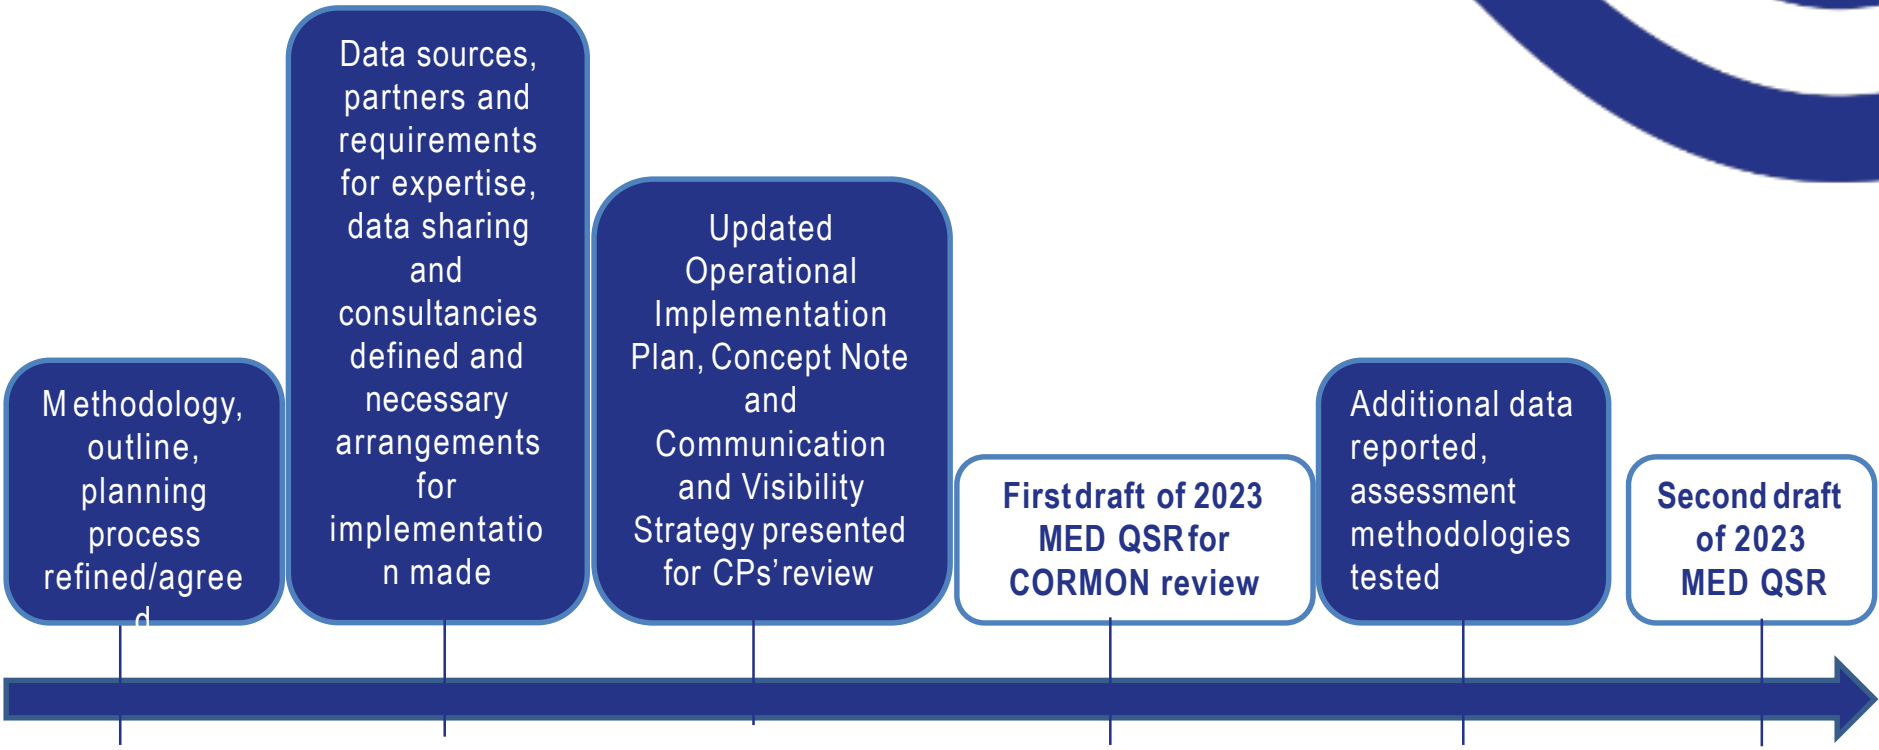 Methodology,
outline,
planning
process
refined/agree
d
Data sources,
partners and
requirements
for expertise,
data sharing
and
consultancies
defined and
necessary
arrangements
for
implementatio
n made
Updated
Operational
Implementation
Plan, Concept Note
and
Communication
and Visibility
Strategy presented
for CPs’ review
First draft of 2023
MED QSR for
CORMON review
Additional data
reported,
assessment
methodologies
tested
Second draft
of 2023
MED QSR